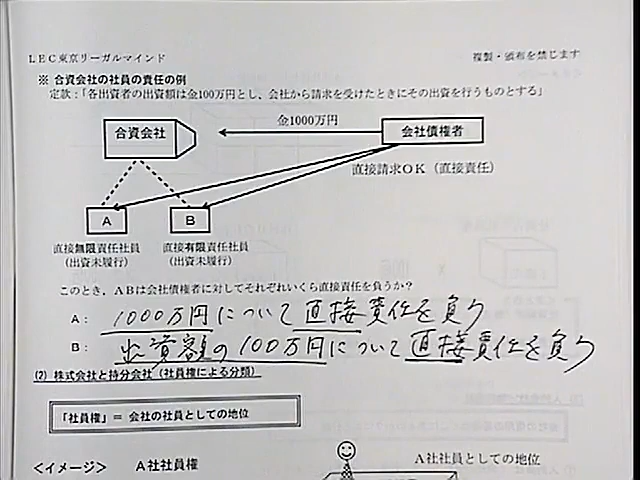 LEC東京リーガルマインド
複製・頒布を禁じます
※ 合資会社の社員の責任の例
定款：「各出資者の出資額は金100万円とし、会社から請求を受けたときにその出資を行うものとする」
合資会社
金1000万円
会社債権者
直接請求OK（直接責任）
A
B
直接無限責任社員
（出資未履行）
直接有限責任社員
（出資未履行）
このとき、ABは会社債権者に対してそれぞれいくら直接責任を負うか？
A： 1000万円について直接責任を負う
B： 出資額の100万円について直接責任を負う
(2) 株式会社と持分会社（社員権による分類）
「社員権」＝ 会社の社員としての地位
＜イメージ＞
A社社員権
A社社員としての地位